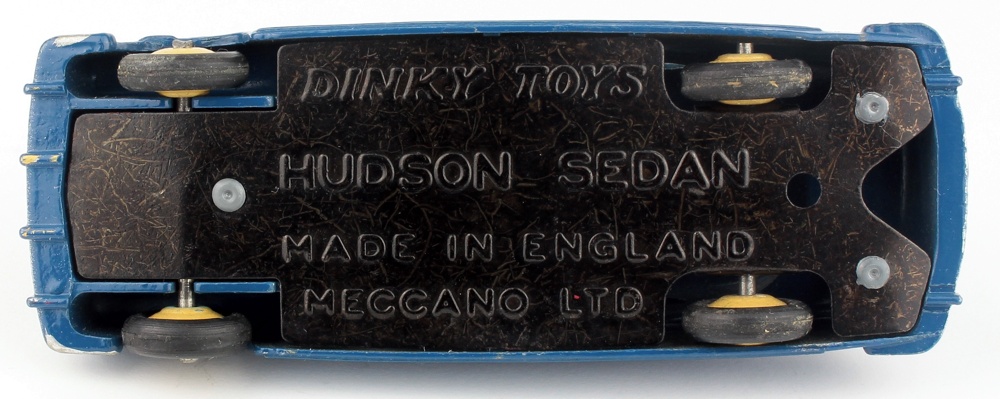 DINKY TOYS
HUDSON SEDAN
MADE IN ENGLAND
MECCANO LTD